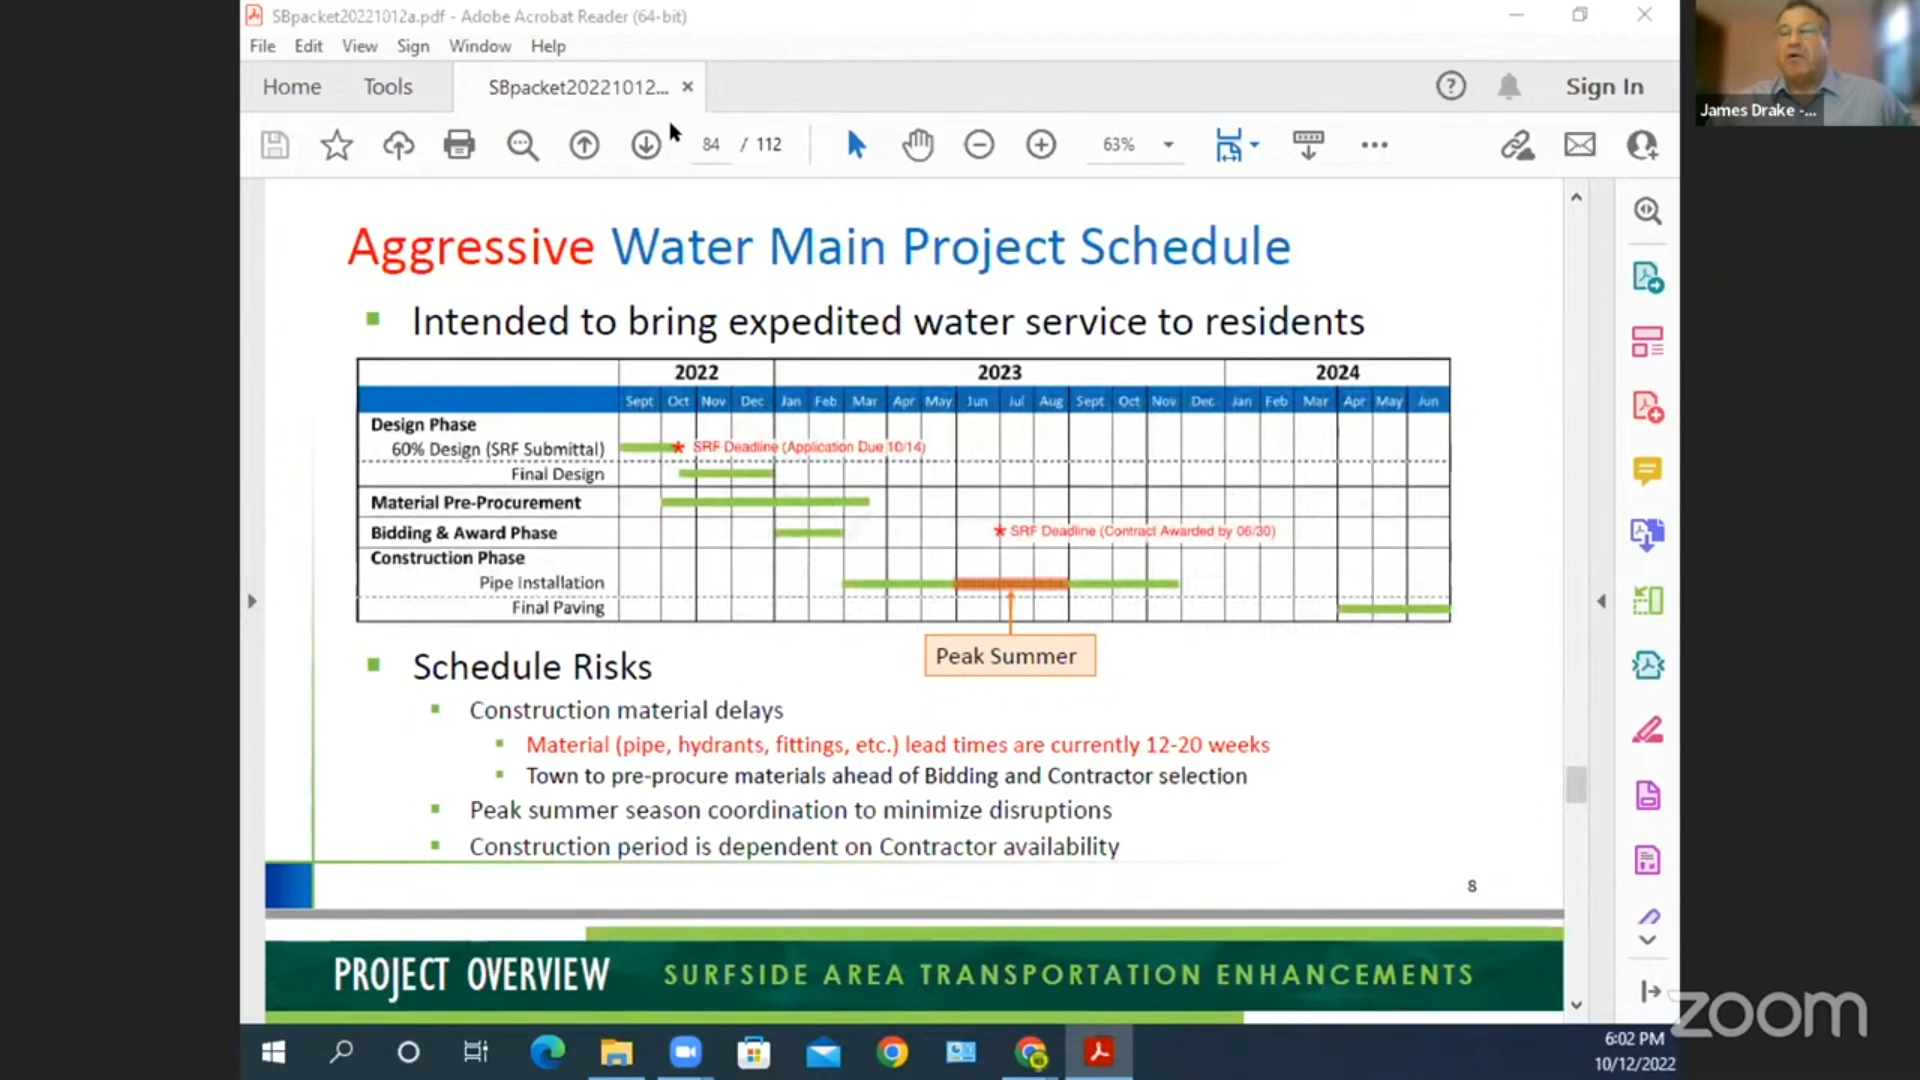 SBpacket20221012a.pdf - Adobe Acrobat Reader (64-bit)
File Edit View Sign Window Help
Home Tools SBpacket20221012... × Sign In
84 / 112 63%
James Drake -...
Aggressive Water Main Project Schedule
Intended to bring expedited water service to residents
2022 2023 2024
Sept Oct Nov Dec Jan Feb Mar Apr May Jun Jul Aug Sept Oct Nov Dec Jan Feb Mar Apr May Jun
Design Phase
60% Design (SRF Submittal) * SRF Deadline (Application Due 10/14)
Final Design
Material Pre-Procurement
Bidding & Award Phase * SRF Deadline (Contract Awarded by 06/30)
Construction Phase
Pipe Installation
Final Paving
Peak Summer
Schedule Risks
Construction material delays
Material (pipe, hydrants, fittings, etc.) lead times are currently 12-20 weeks
Town to pre-procure materials ahead of Bidding and Contractor selection
Peak summer season coordination to minimize disruptions
Construction period is dependent on Contractor availability
8
PROJECT OVERVIEW SURFSIDE AREA TRANSPORTATION ENHANCEMENTS
zoom
6:02 PM
10/12/2022